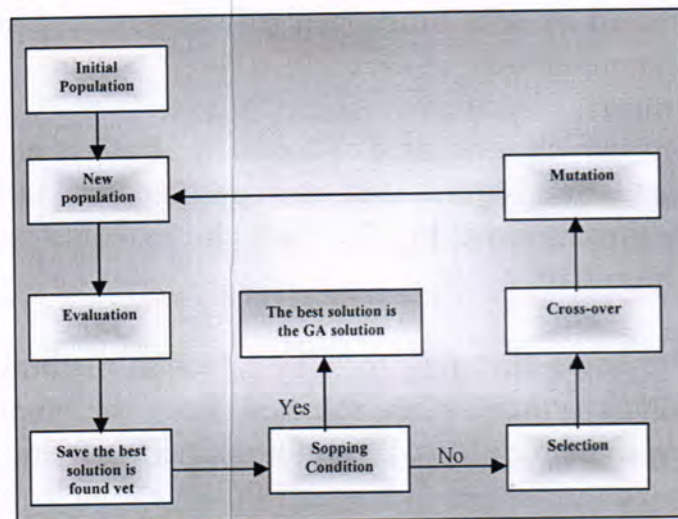 Initial
Population
New
population
Mutation
Evaluation
The best solution is
the GA solution
Cross-over
Yes
Save the best
solution is
found vet
Sopping
Condition
No
Selection